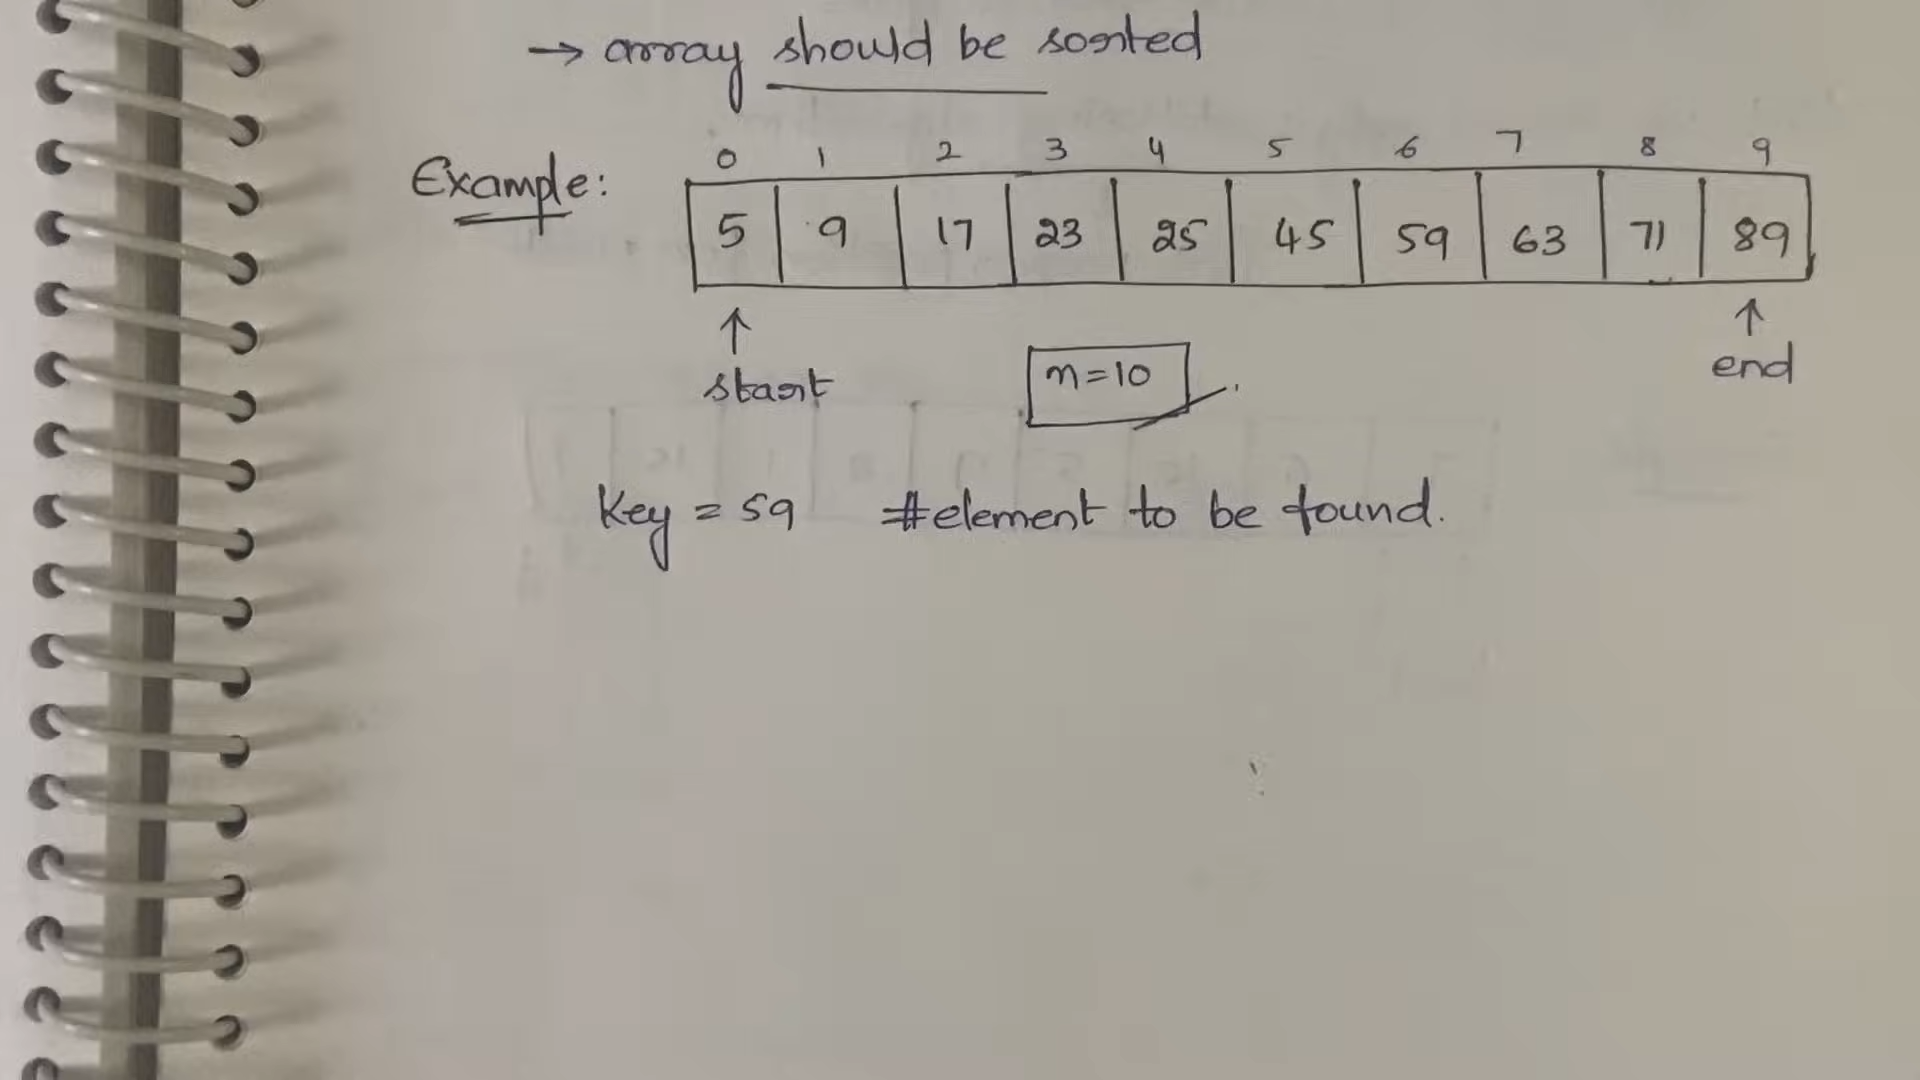 → array should be sorted
Example:
0 1 2 3 4 5 6 7 8 9
5 9 17 23 25 45 59 63 71 89
↑ ↑
start n=10 end
Key = 59 #element to be found.